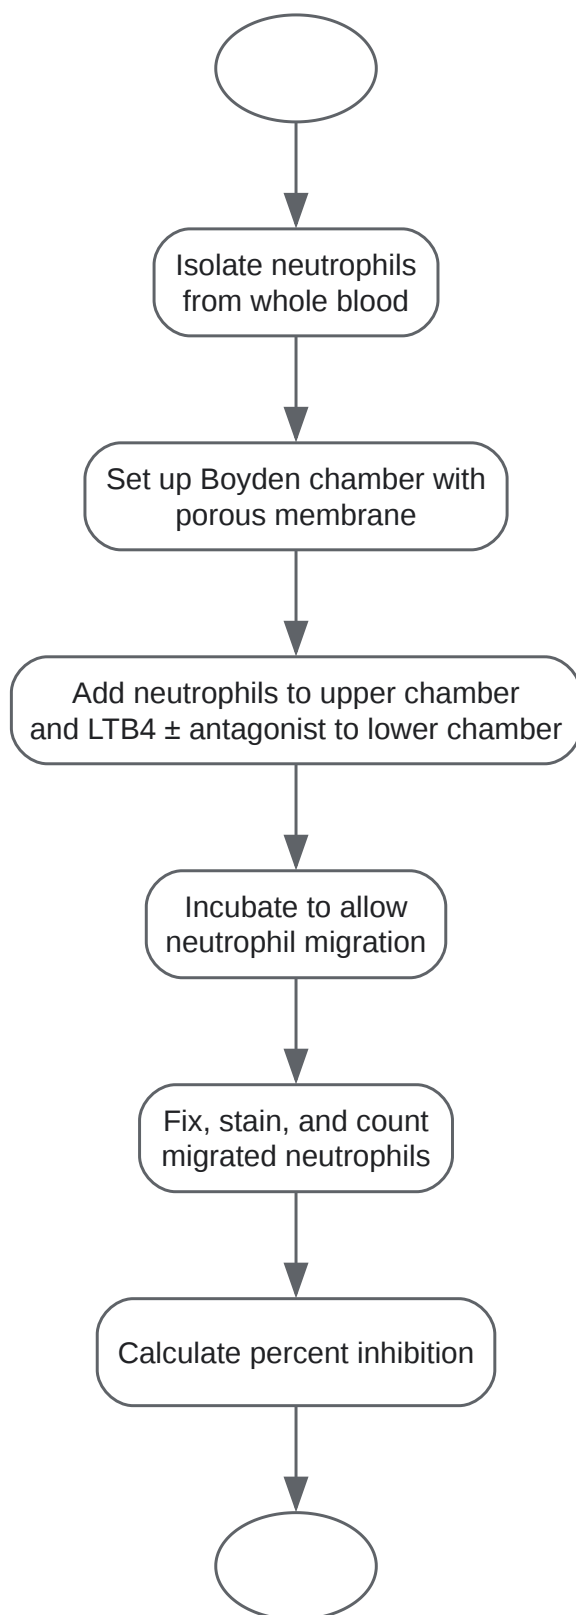 Isolate neutrophils
from whole blood
Set up Boyden chamber with
porous membrane
Add neutrophils to upper chamber
and LTB4 ± antagonist to lower chamber
Incubate to allow
neutrophil migration
Fix, stain, and count
migrated neutrophils
Calculate percent inhibition